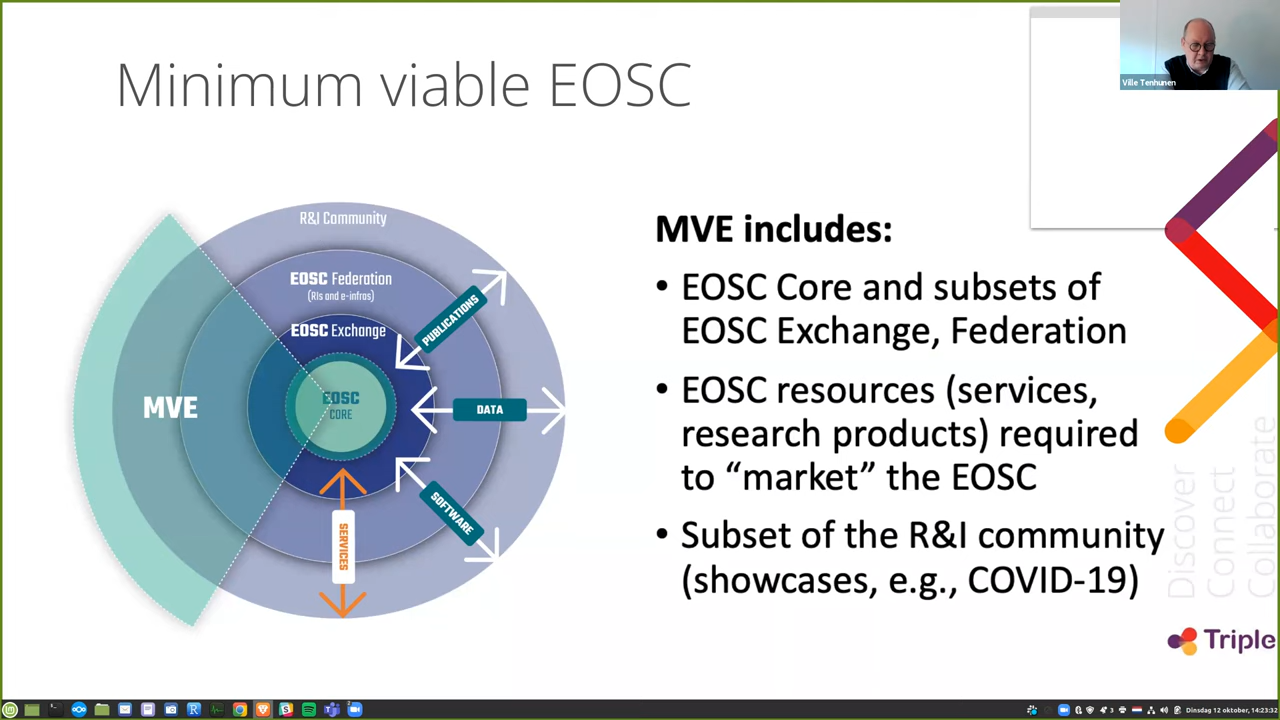 Minimum viable EOSC
Ville Tenhunen
R&I Community
EOSC Federation
(RIs and e-infras)
EOSC Exchange
EOSC
CORE
MVE
PUBLICATIONS
DATA
SOFTWARE
SERVICES
MVE includes:
• EOSC Core and subsets of
EOSC Exchange, Federation
• EOSC resources (services,
research products) required
to “market” the EOSC
• Subset of the R&I community
(showcases, e.g., COVID-19)
Discover
Connect
Collaborate
Triple
Dinsdag 12 oktober, 14:23:32